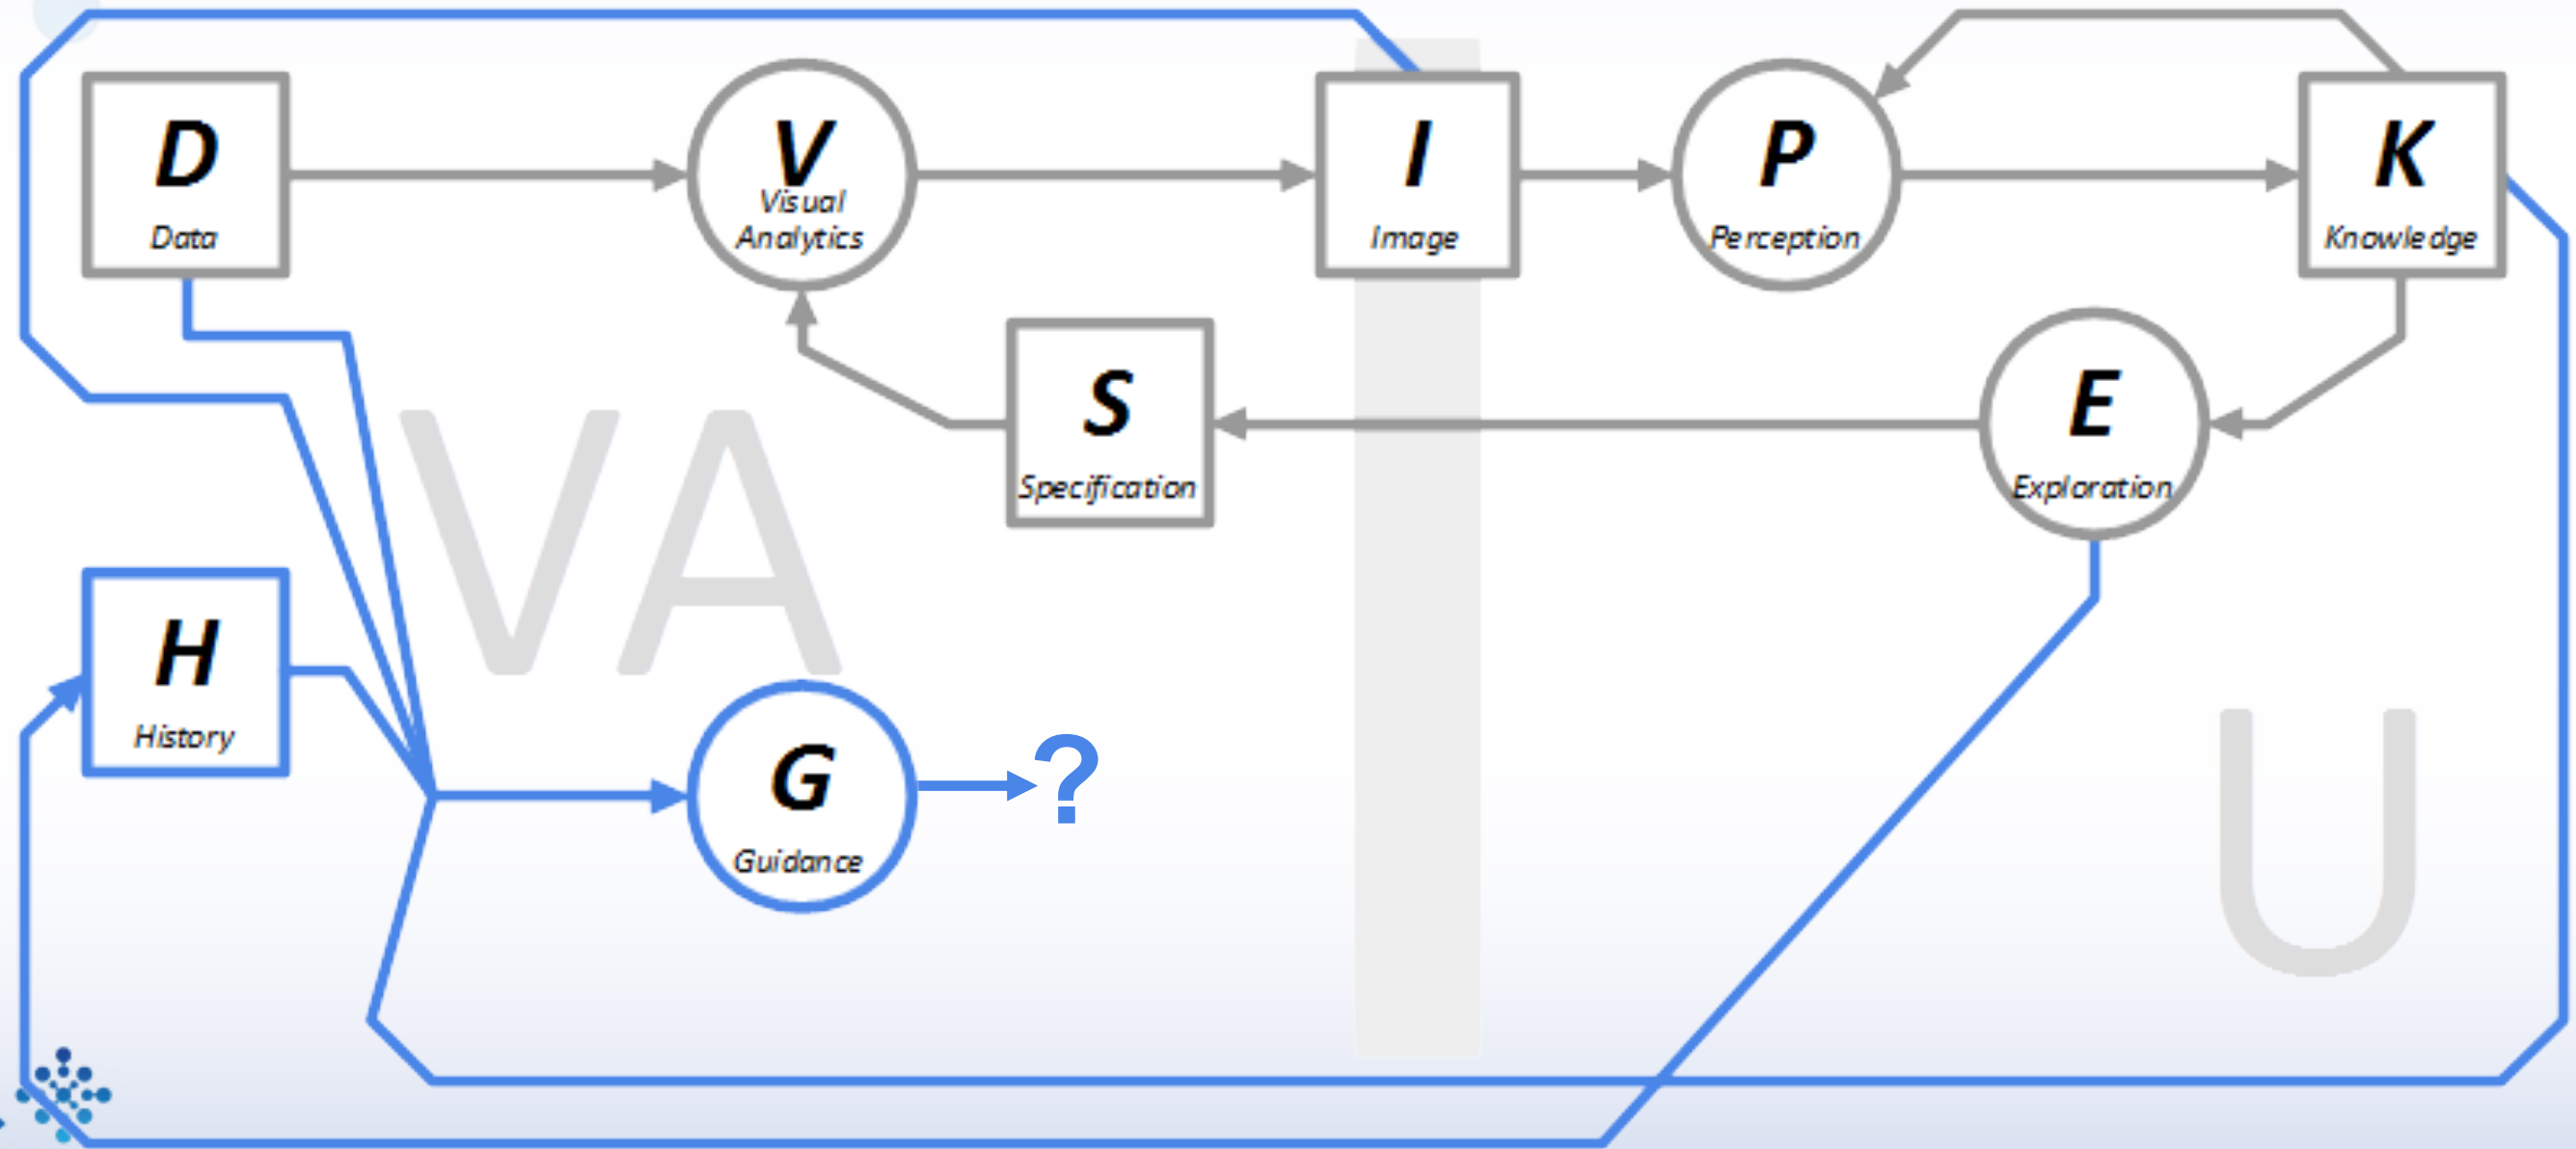 D
Data
V
Visual
Analytics
I
Image
P
Perception
K
Knowledge
S
Specification
E
Exploration
VA
H
History
G
Guidance
?
U